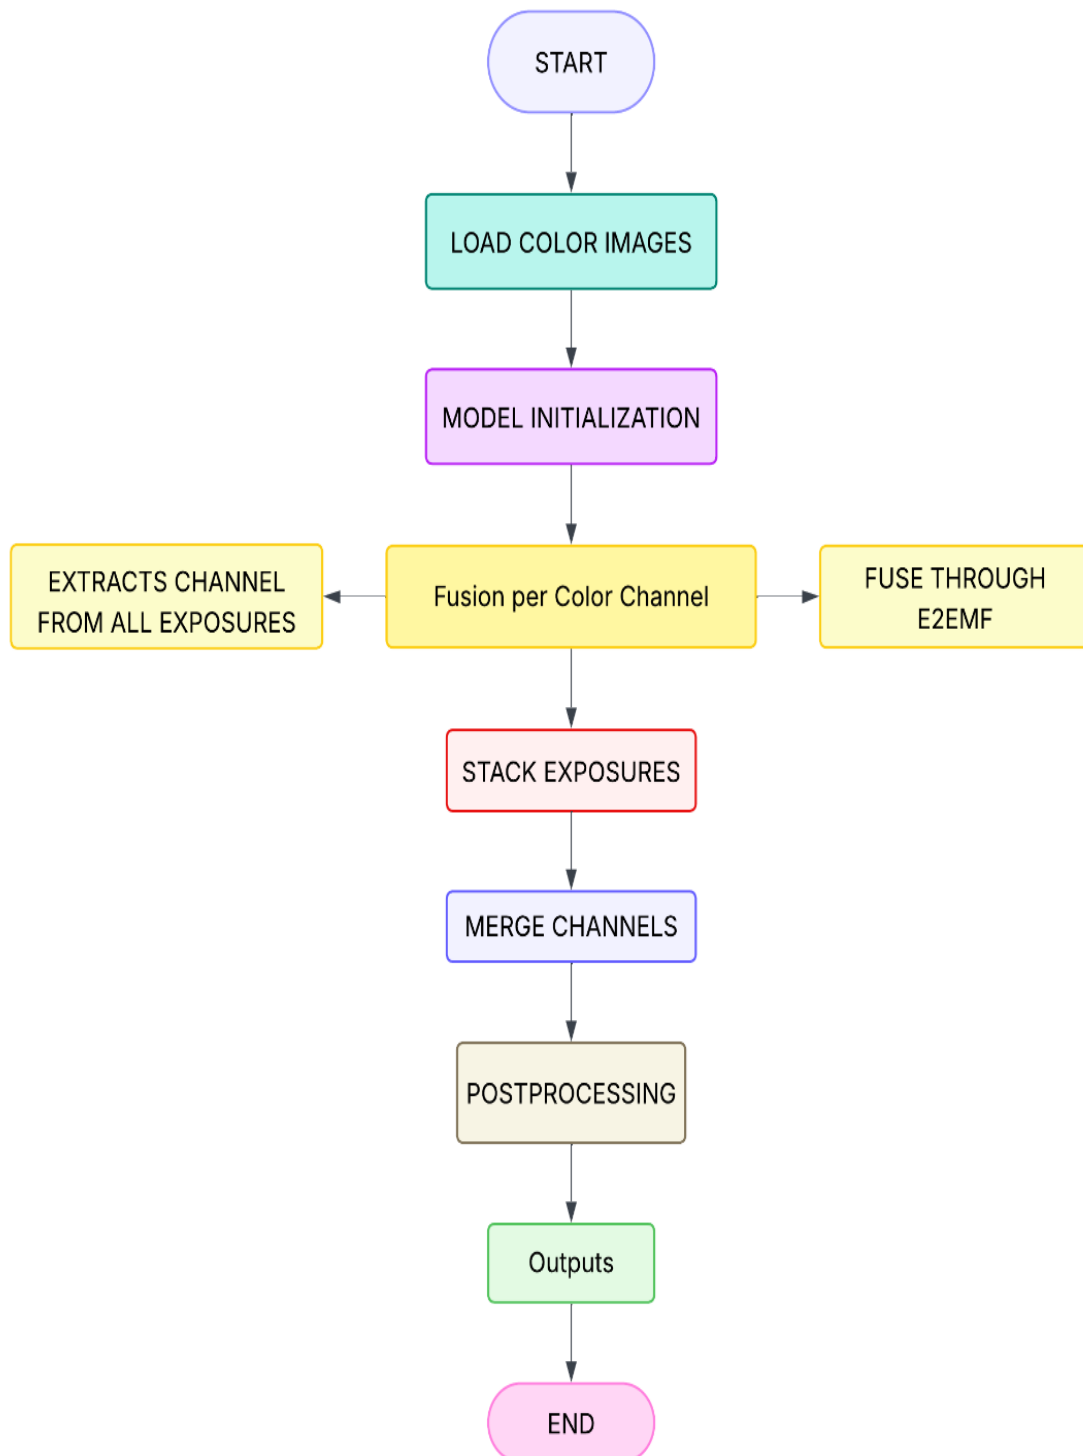 START
LOAD COLOR IMAGES
MODEL INITIALIZATION
EXTRACTS CHANNEL
FROM ALL EXPOSURES
Fusion per Color Channel
FUSE THROUGH
E2EMF
STACK EXPOSURES
MERGE CHANNELS
POSTPROCESSING
Outputs
END